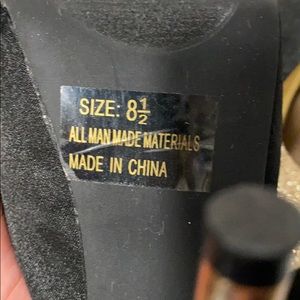 SIZE: 8½
ALL MAN MADE MATERIALS
MADE IN CHINA